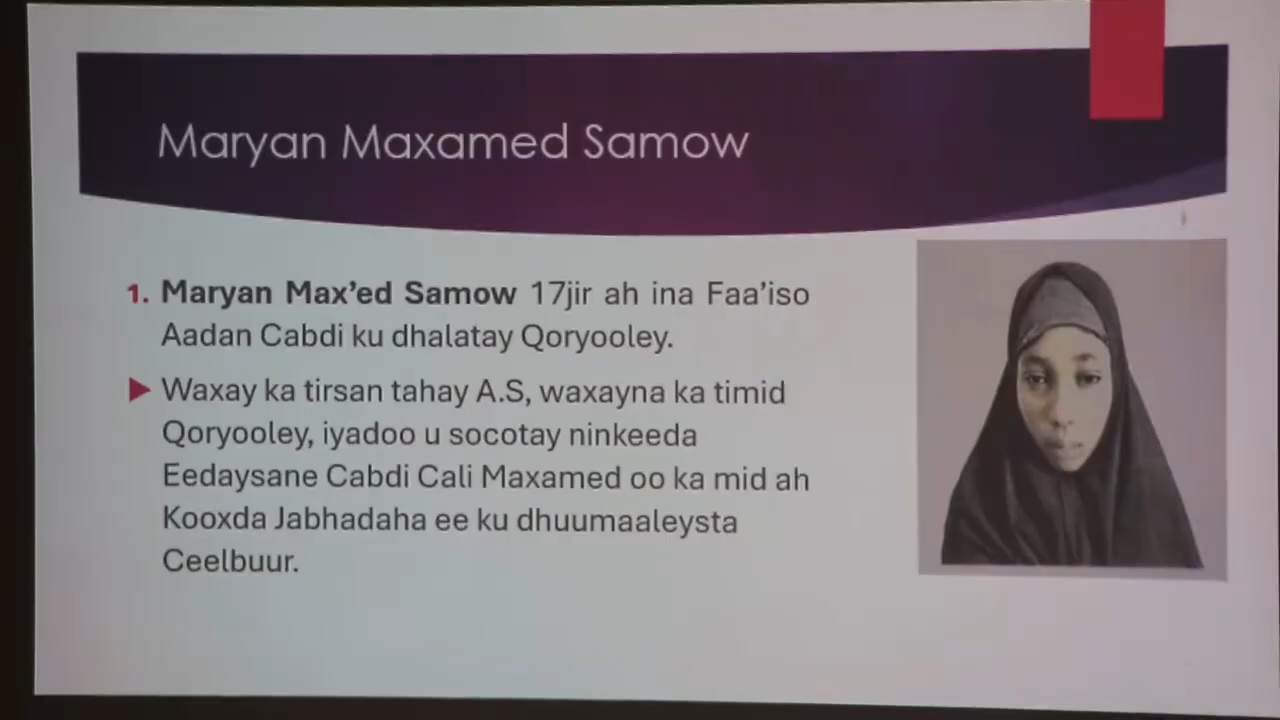 Maryan Maxamed Samow
1. Maryan Max'ed Samow 17jir ah ina Faa'iso
Aadan Cabdi ku dhalatay Qoryooley.
Waxay ka tirsan tahay A.S, waxayna ka timid
Qoryooley, iyadoo u socotay ninkeeda
Eedaysane Cabdi Cali Maxamed oo ka mid ah
Kooxda Jabhadaha ee ku dhuumaaleysta
Ceelbuur.